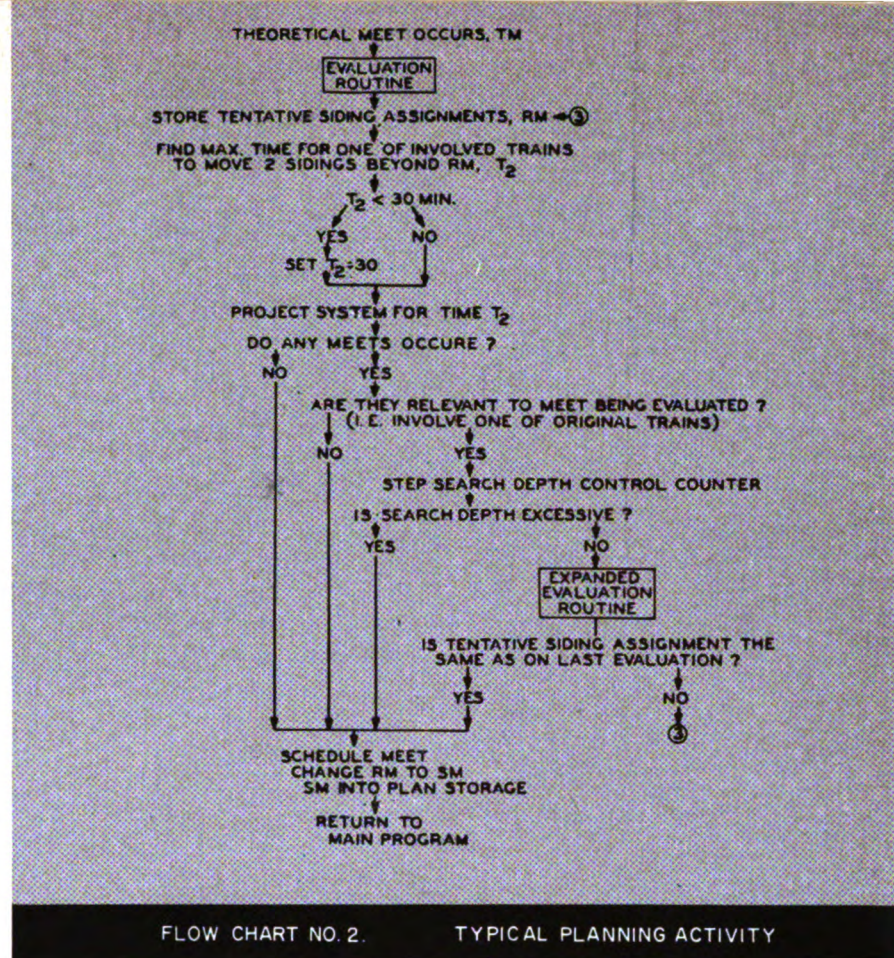 THEORETICAL MEET OCCURS, TM
EVALUATION
ROUTINE
STORE TENTATIVE SIDING ASSIGNMENTS, RM ③
FIND MAX. TIME FOR ONE OF INVOLVED TRAINS
TO MOVE 2 SIDINGS BEYOND RM, T2
T2 < 30 MIN.
YES NO
SET T2=30
PROJECT SYSTEM FOR TIME T2
DO ANY MEETS OCCURE ?
NO YES
ARE THEY RELEVANT TO MEET BEING EVALUATED ?
(I.E. INVOLVE ONE OF ORIGINAL TRAINS)
NO YES
STEP SEARCH DEPTH CONTROL COUNTER
IS SEARCH DEPTH EXCESSIVE ?
YES NO
EXPANDED
EVALUATION
ROUTINE
IS TENTATIVE SIDING ASSIGNMENT THE
SAME AS ON LAST EVALUATION ?
YES NO
③
SCHEDULE MEET
CHANGE RM TO SM
SM INTO PLAN STORAGE
RETURN TO
MAIN PROGRAM
FLOW CHART NO. 2. TYPICAL PLANNING ACTIVITY